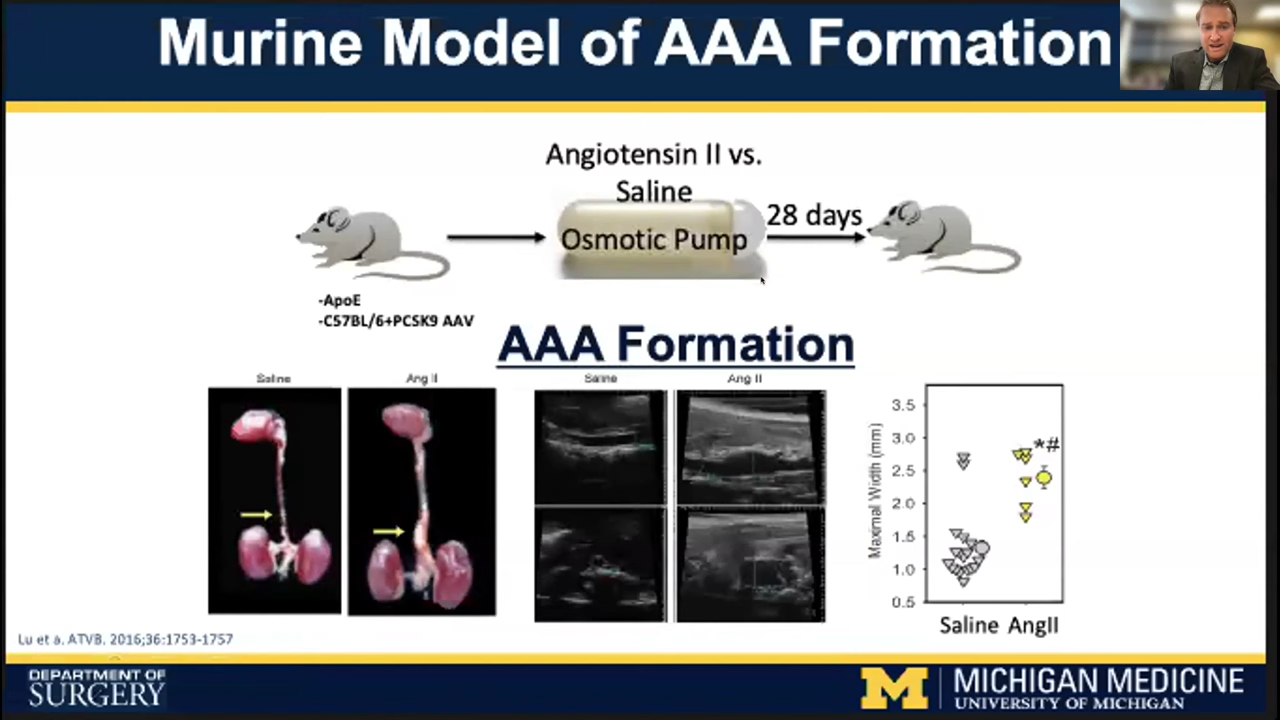 Murine Model of AAA Formation
Angiotensin II vs.
Saline
Osmotic Pump
28 days
-ApoE
-C57BL/6+PCSK9 AAV
AAA Formation
Saline
Ang II
Saline
Ang II
Maximal Width (mm)
3.5
3.0
2.5
2.0
1.5
1.0
0.5
*#
Saline AngII
Lu et a. ATVB. 2016;36:1753-1757
DEPARTMENT OF
SURGERY
M
MICHIGAN MEDICINE
UNIVERSITY OF MICHIGAN